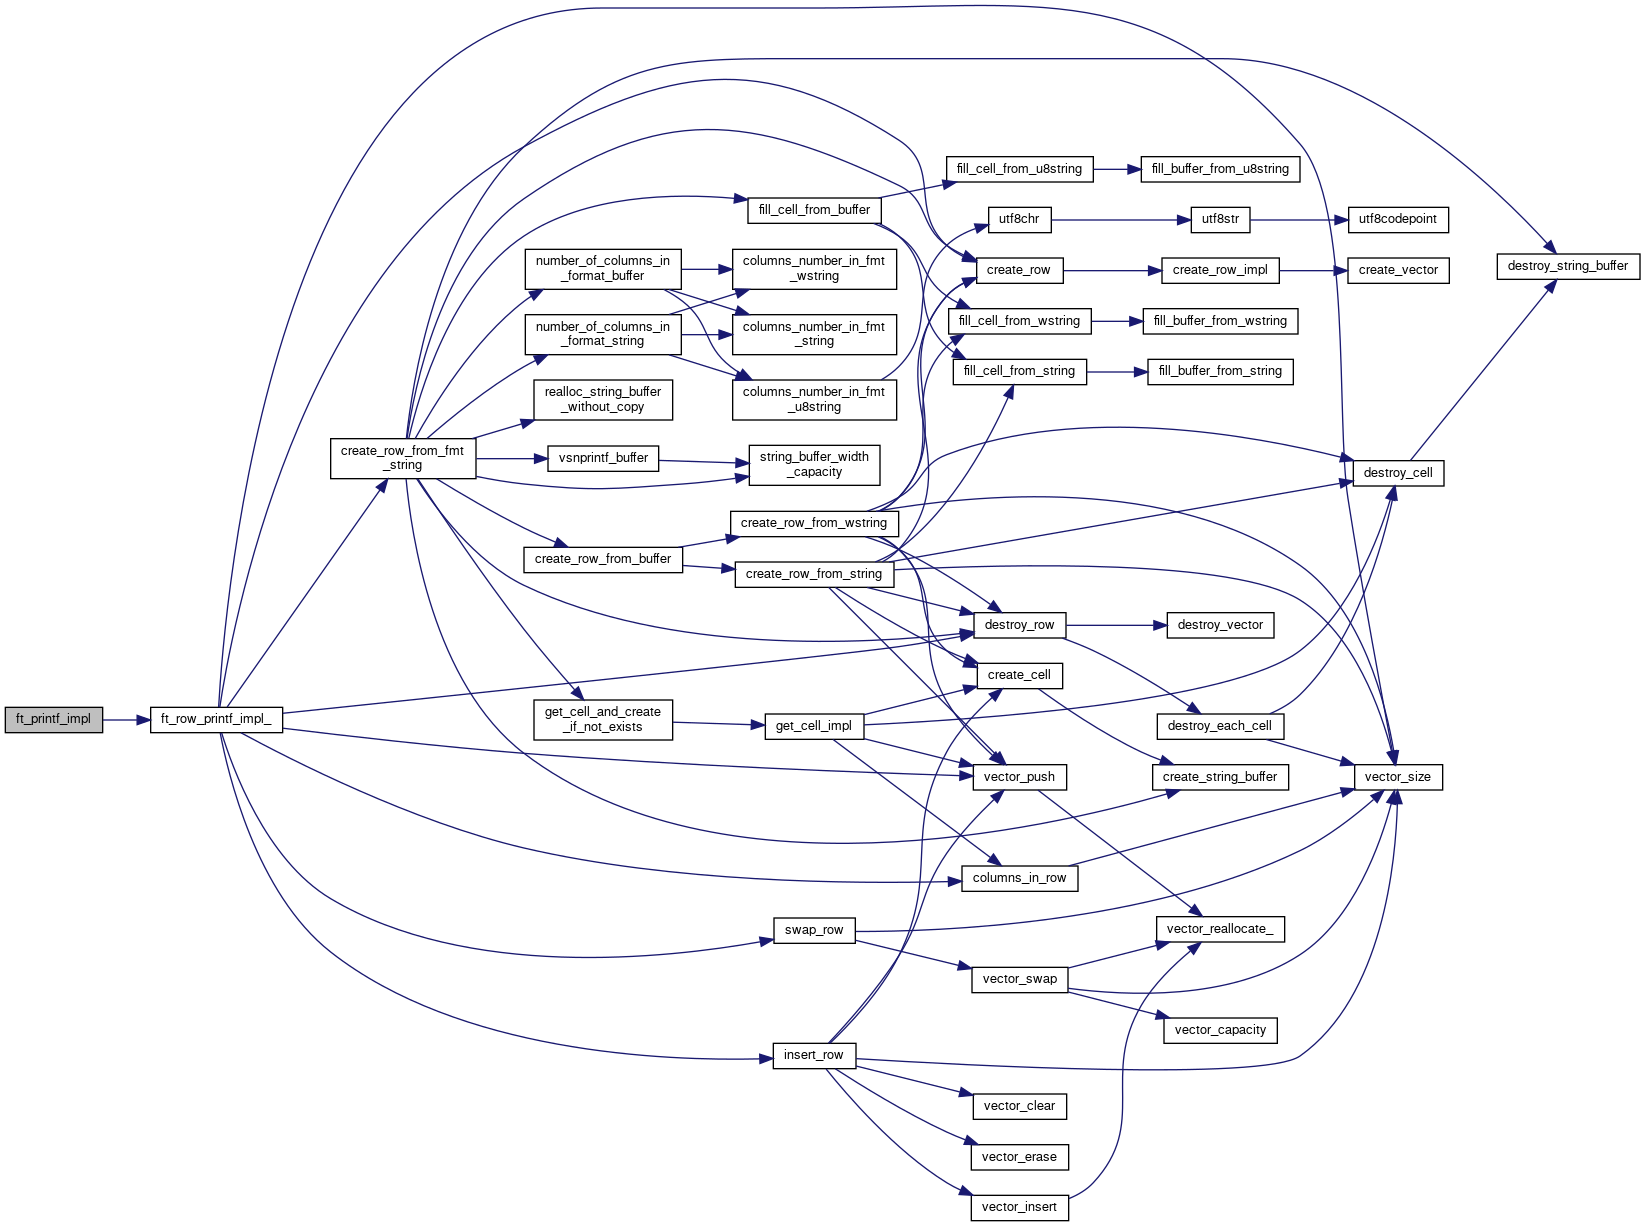 ft_printf_impl
ft_row_printf_impl_
create_row_from_fmt
_string
number_of_columns_in
_format_buffer
number_of_columns_in
_format_string
realloc_string_buffer
_without_copy
vsnprintf_buffer
create_row_from_buffer
get_cell_and_create
_if_not_exists
fill_cell_from_buffer
columns_number_in_fmt
_wstring
columns_number_in_fmt
_string
columns_number_in_fmt
_u8string
string_buffer_width
_capacity
create_row_from_wstring
create_row_from_string
get_cell_impl
swap_row
insert_row
fill_cell_from_u8string
utf8chr
create_row
fill_cell_from_wstring
fill_cell_from_string
destroy_row
create_cell
vector_push
columns_in_row
vector_swap
vector_clear
vector_erase
vector_insert
fill_buffer_from_u8string
utf8str
create_row_impl
fill_buffer_from_wstring
fill_buffer_from_string
destroy_vector
destroy_each_cell
create_string_buffer
vector_reallocate_
vector_capacity
utf8codepoint
create_vector
destroy_cell
vector_size
destroy_string_buffer